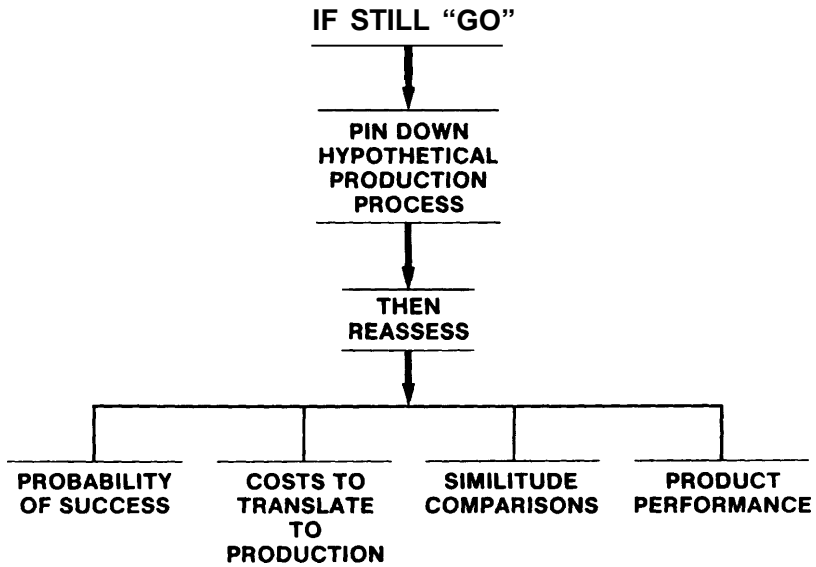 IF STILL “GO”
PIN DOWN
HYPOTHETICAL
PRODUCTION
PROCESS
THEN
REASSESS
PROBABILITY
OF SUCCESS
COSTS TO
TRANSLATE
TO
PRODUCTION
SIMILITUDE
COMPARISONS
PRODUCT
PERFORMANCE